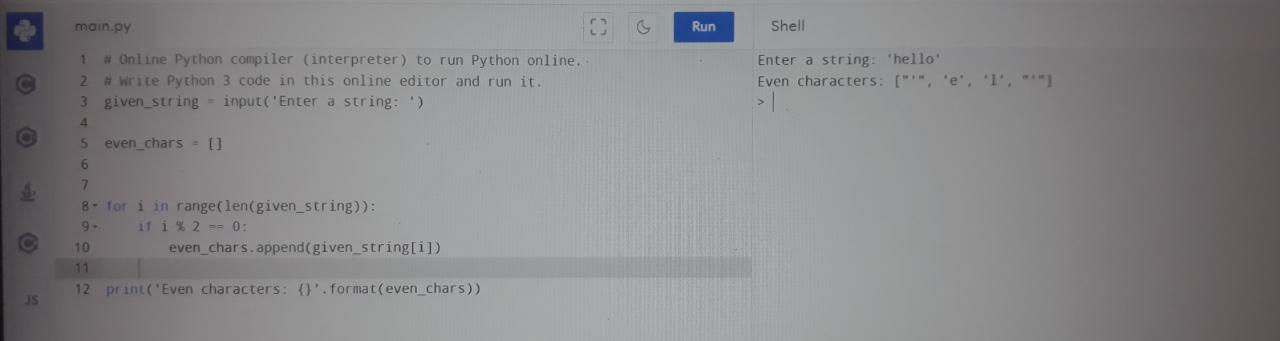 main.py
Run
Shell
1 # Online Python compiler (interpreter) to run Python online.
2 # Write Python 3 code in this online editor and run it.
3 given_string = input('Enter a string: ')
4
5 even_chars = []
6
7
8 for i in range(len(given_string)):
9 if i % 2 == 0:
10 even_chars.append(given_string[i])
11
12 print('Even characters: {}'.format(even_chars))
JS
Enter a string: 'hello'
Even characters: ["'", 'e', 'l', "'"]
>